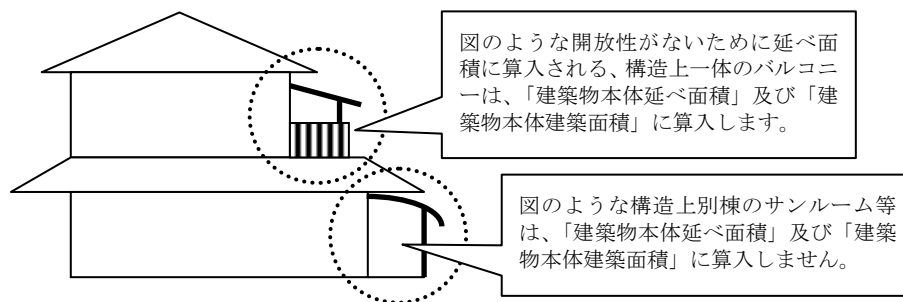 図のような開放性がないために延べ面
積に算入される、構造上一体のバルコニ
ーは、「建築物本体延べ面積」及び「建
築物本体建築面積」に算入します。
図のような構造上別棟のサンルーム等
は、「建築物本体延べ面積」及び「建築
物本体建築面積」に算入しません。